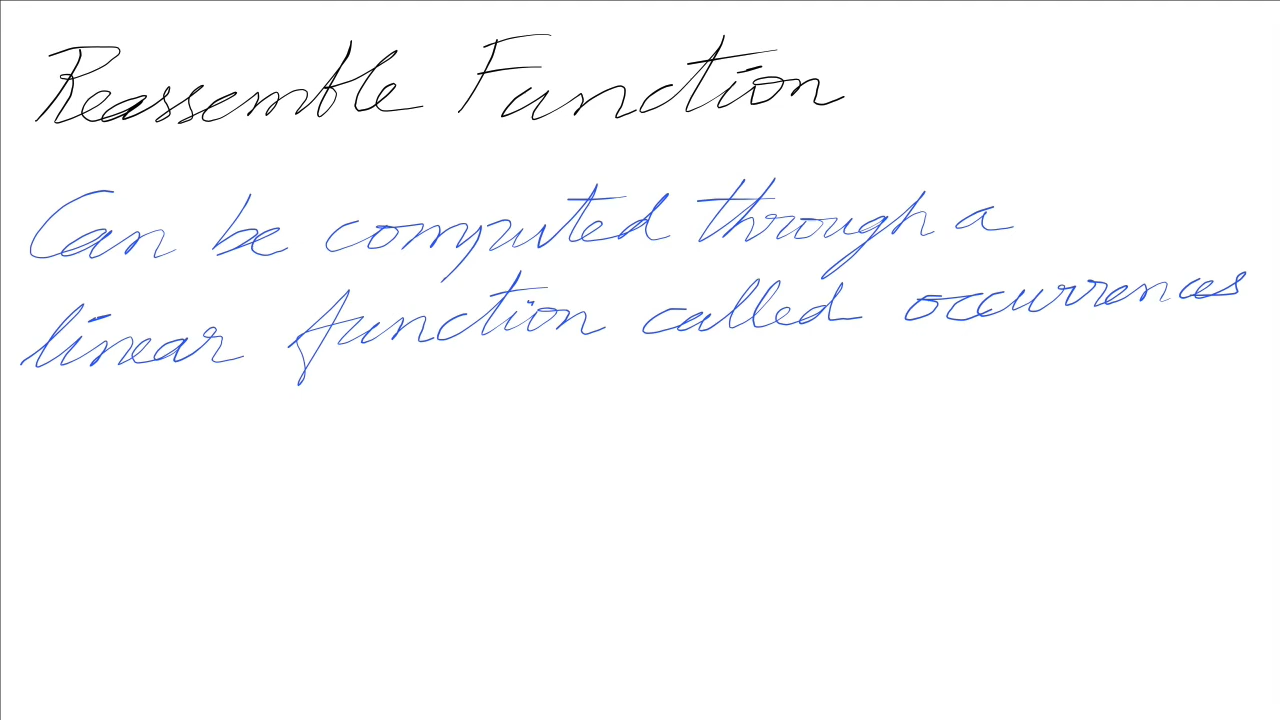 Reassemble Function
Can be computed through a
linear function called occurrences